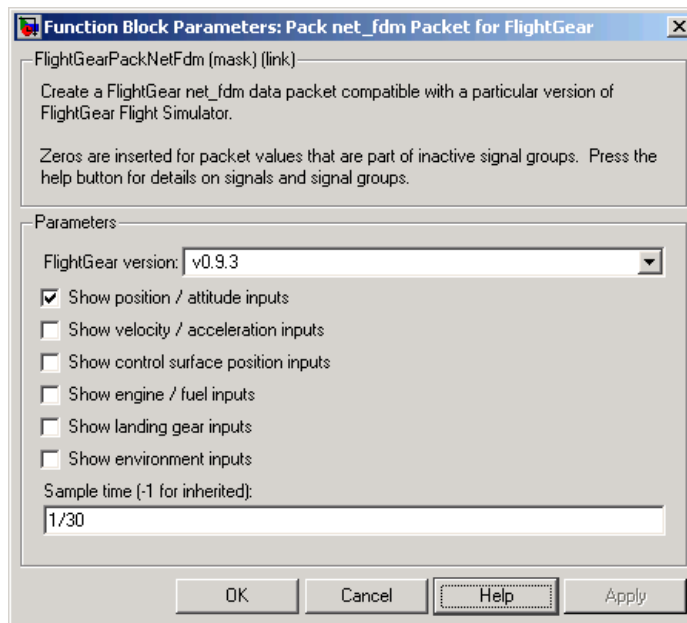 Function Block Parameters: Pack net_fdm Packet for FlightGear
FlightGearPackNetFdm (mask) (link)
Create a FlightGear net_fdm data packet compatible with a particular version of
FlightGear Flight Simulator.
Zeros are inserted for packet values that are part of inactive signal groups.  Press the
help button for details on signals and signal groups.
Parameters
FlightGear version: v0.9.3
Show position / attitude inputs
Show velocity / acceleration inputs
Show control surface position inputs
Show engine / fuel inputs
Show landing gear inputs
Show environment inputs
Sample time (-1 for inherited):
1/30
OK Cancel Help Apply